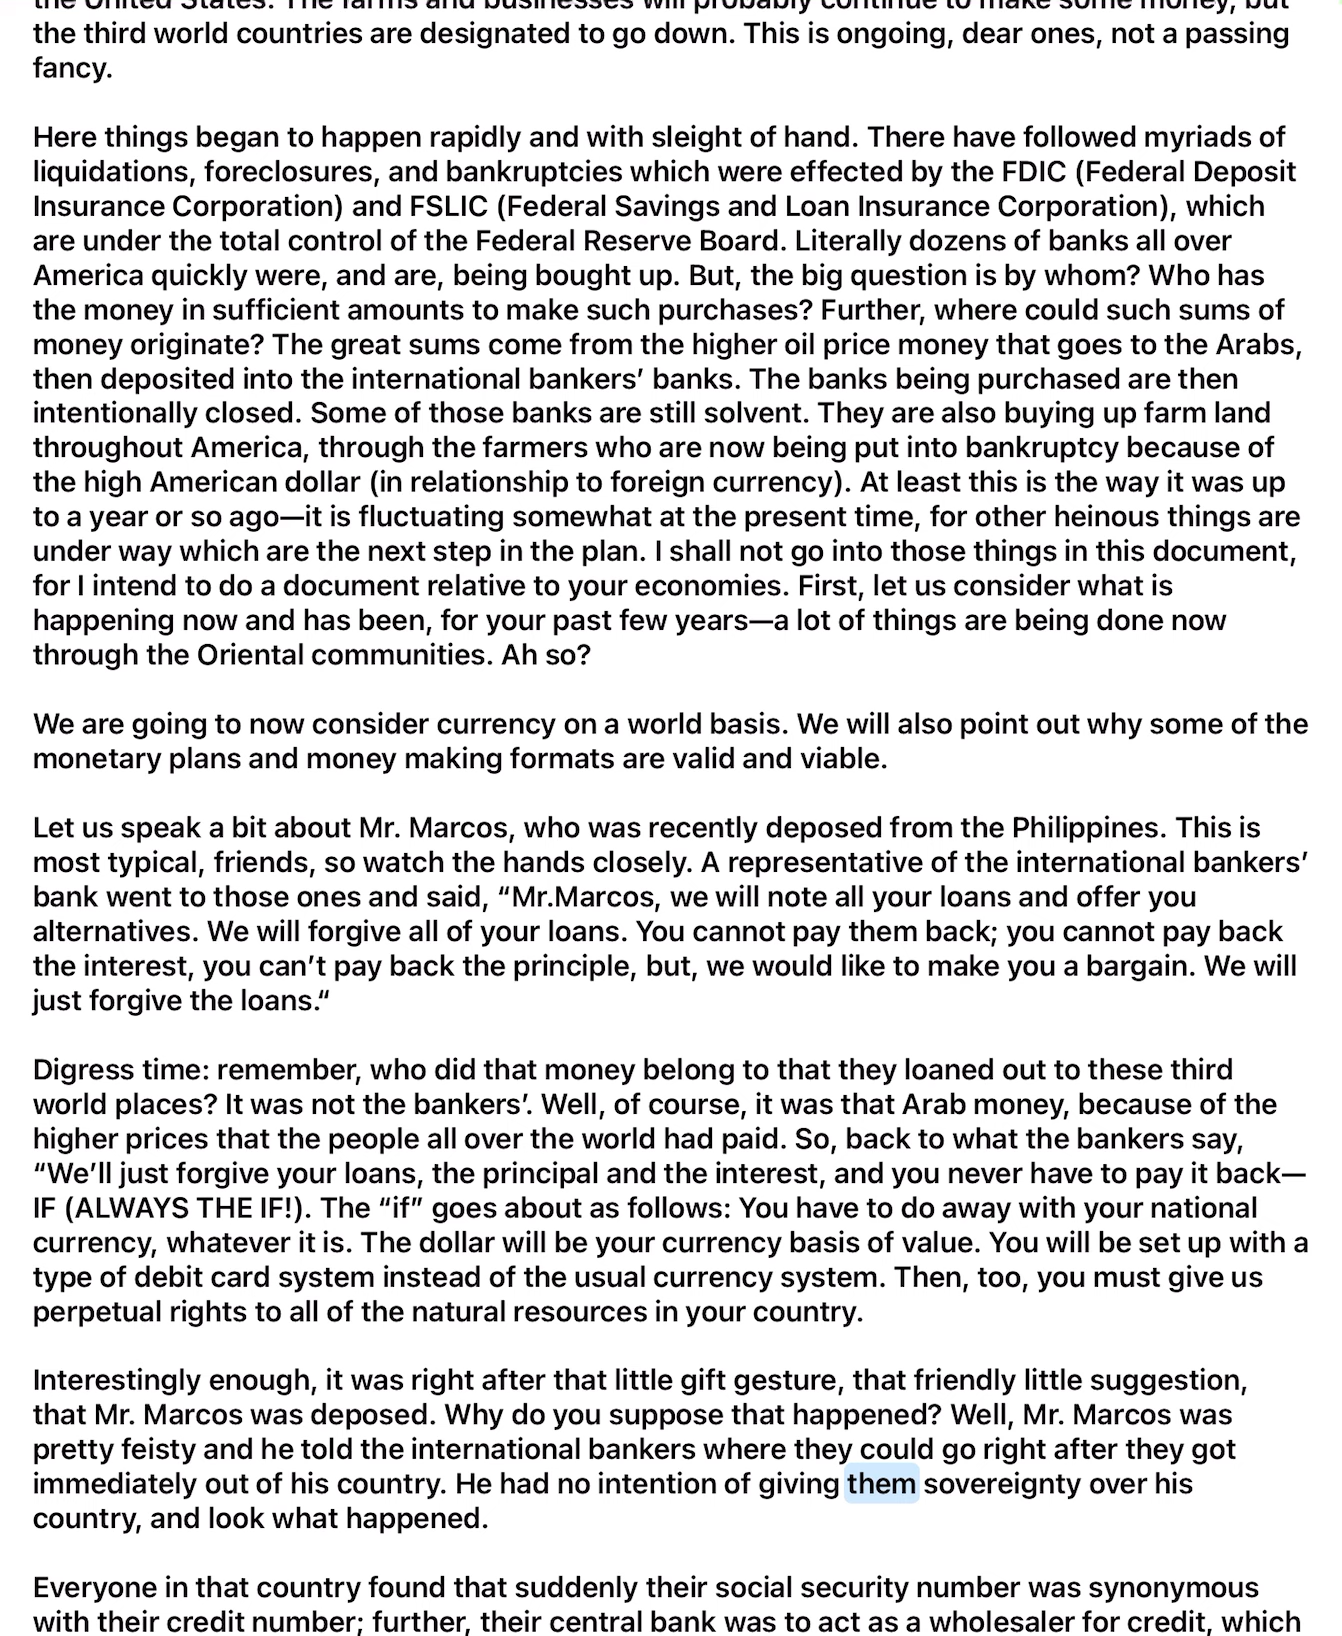 the United States. The farms and businesses will probably continue to make some money, but
the third world countries are designated to go down. This is ongoing, dear ones, not a passing
fancy.
Here things began to happen rapidly and with sleight of hand. There have followed myriads of
liquidations, foreclosures, and bankruptcies which were effected by the FDIC (Federal Deposit
Insurance Corporation) and FSLIC (Federal Savings and Loan Insurance Corporation), which
are under the total control of the Federal Reserve Board. Literally dozens of banks all over
America quickly were, and are, being bought up. But, the big question is by whom? Who has
the money in sufficient amounts to make such purchases? Further, where could such sums of
money originate? The great sums come from the higher oil price money that goes to the Arabs,
then deposited into the international bankers’ banks. The banks being purchased are then
intentionally closed. Some of those banks are still solvent. They are also buying up farm land
throughout America, through the farmers who are now being put into bankruptcy because of
the high American dollar (in relationship to foreign currency). At least this is the way it was up
to a year or so ago—it is fluctuating somewhat at the present time, for other heinous things are
under way which are the next step in the plan. I shall not go into those things in this document,
for I intend to do a document relative to your economies. First, let us consider what is
happening now and has been, for your past few years—a lot of things are being done now
through the Oriental communities. Ah so?
We are going to now consider currency on a world basis. We will also point out why some of the
monetary plans and money making formats are valid and viable.
Let us speak a bit about Mr. Marcos, who was recently deposed from the Philippines. This is
most typical, friends, so watch the hands closely. A representative of the international bankers’
bank went to those ones and said, “Mr.Marcos, we will note all your loans and offer you
alternatives. We will forgive all of your loans. You cannot pay them back; you cannot pay back
the interest, you can’t pay back the principle, but, we would like to make you a bargain. We will
just forgive the loans.“
Digress time: remember, who did that money belong to that they loaned out to these third
world places? It was not the bankers’. Well, of course, it was that Arab money, because of the
higher prices that the people all over the world had paid. So, back to what the bankers say,
“We’ll just forgive your loans, the principal and the interest, and you never have to pay it back—
IF (ALWAYS THE IF!). The “if” goes about as follows: You have to do away with your national
currency, whatever it is. The dollar will be your currency basis of value. You will be set up with a
type of debit card system instead of the usual currency system. Then, too, you must give us
perpetual rights to all of the natural resources in your country.
Interestingly enough, it was right after that little gift gesture, that friendly little suggestion,
that Mr. Marcos was deposed. Why do you suppose that happened? Well, Mr. Marcos was
pretty feisty and he told the international bankers where they could go right after they got
immediately out of his country. He had no intention of giving them sovereignty over his
country, and look what happened.
Everyone in that country found that suddenly their social security number was synonymous
with their credit number; further, their central bank was to act as a wholesaler for credit, which